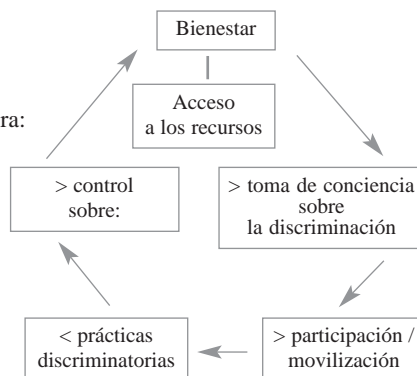 Bienestar
Acceso
a los recursos
ra:
> control
sobre:
> toma de conciencia
sobre
la discriminación
< prácticas
discriminatorias
> participación /
movilización